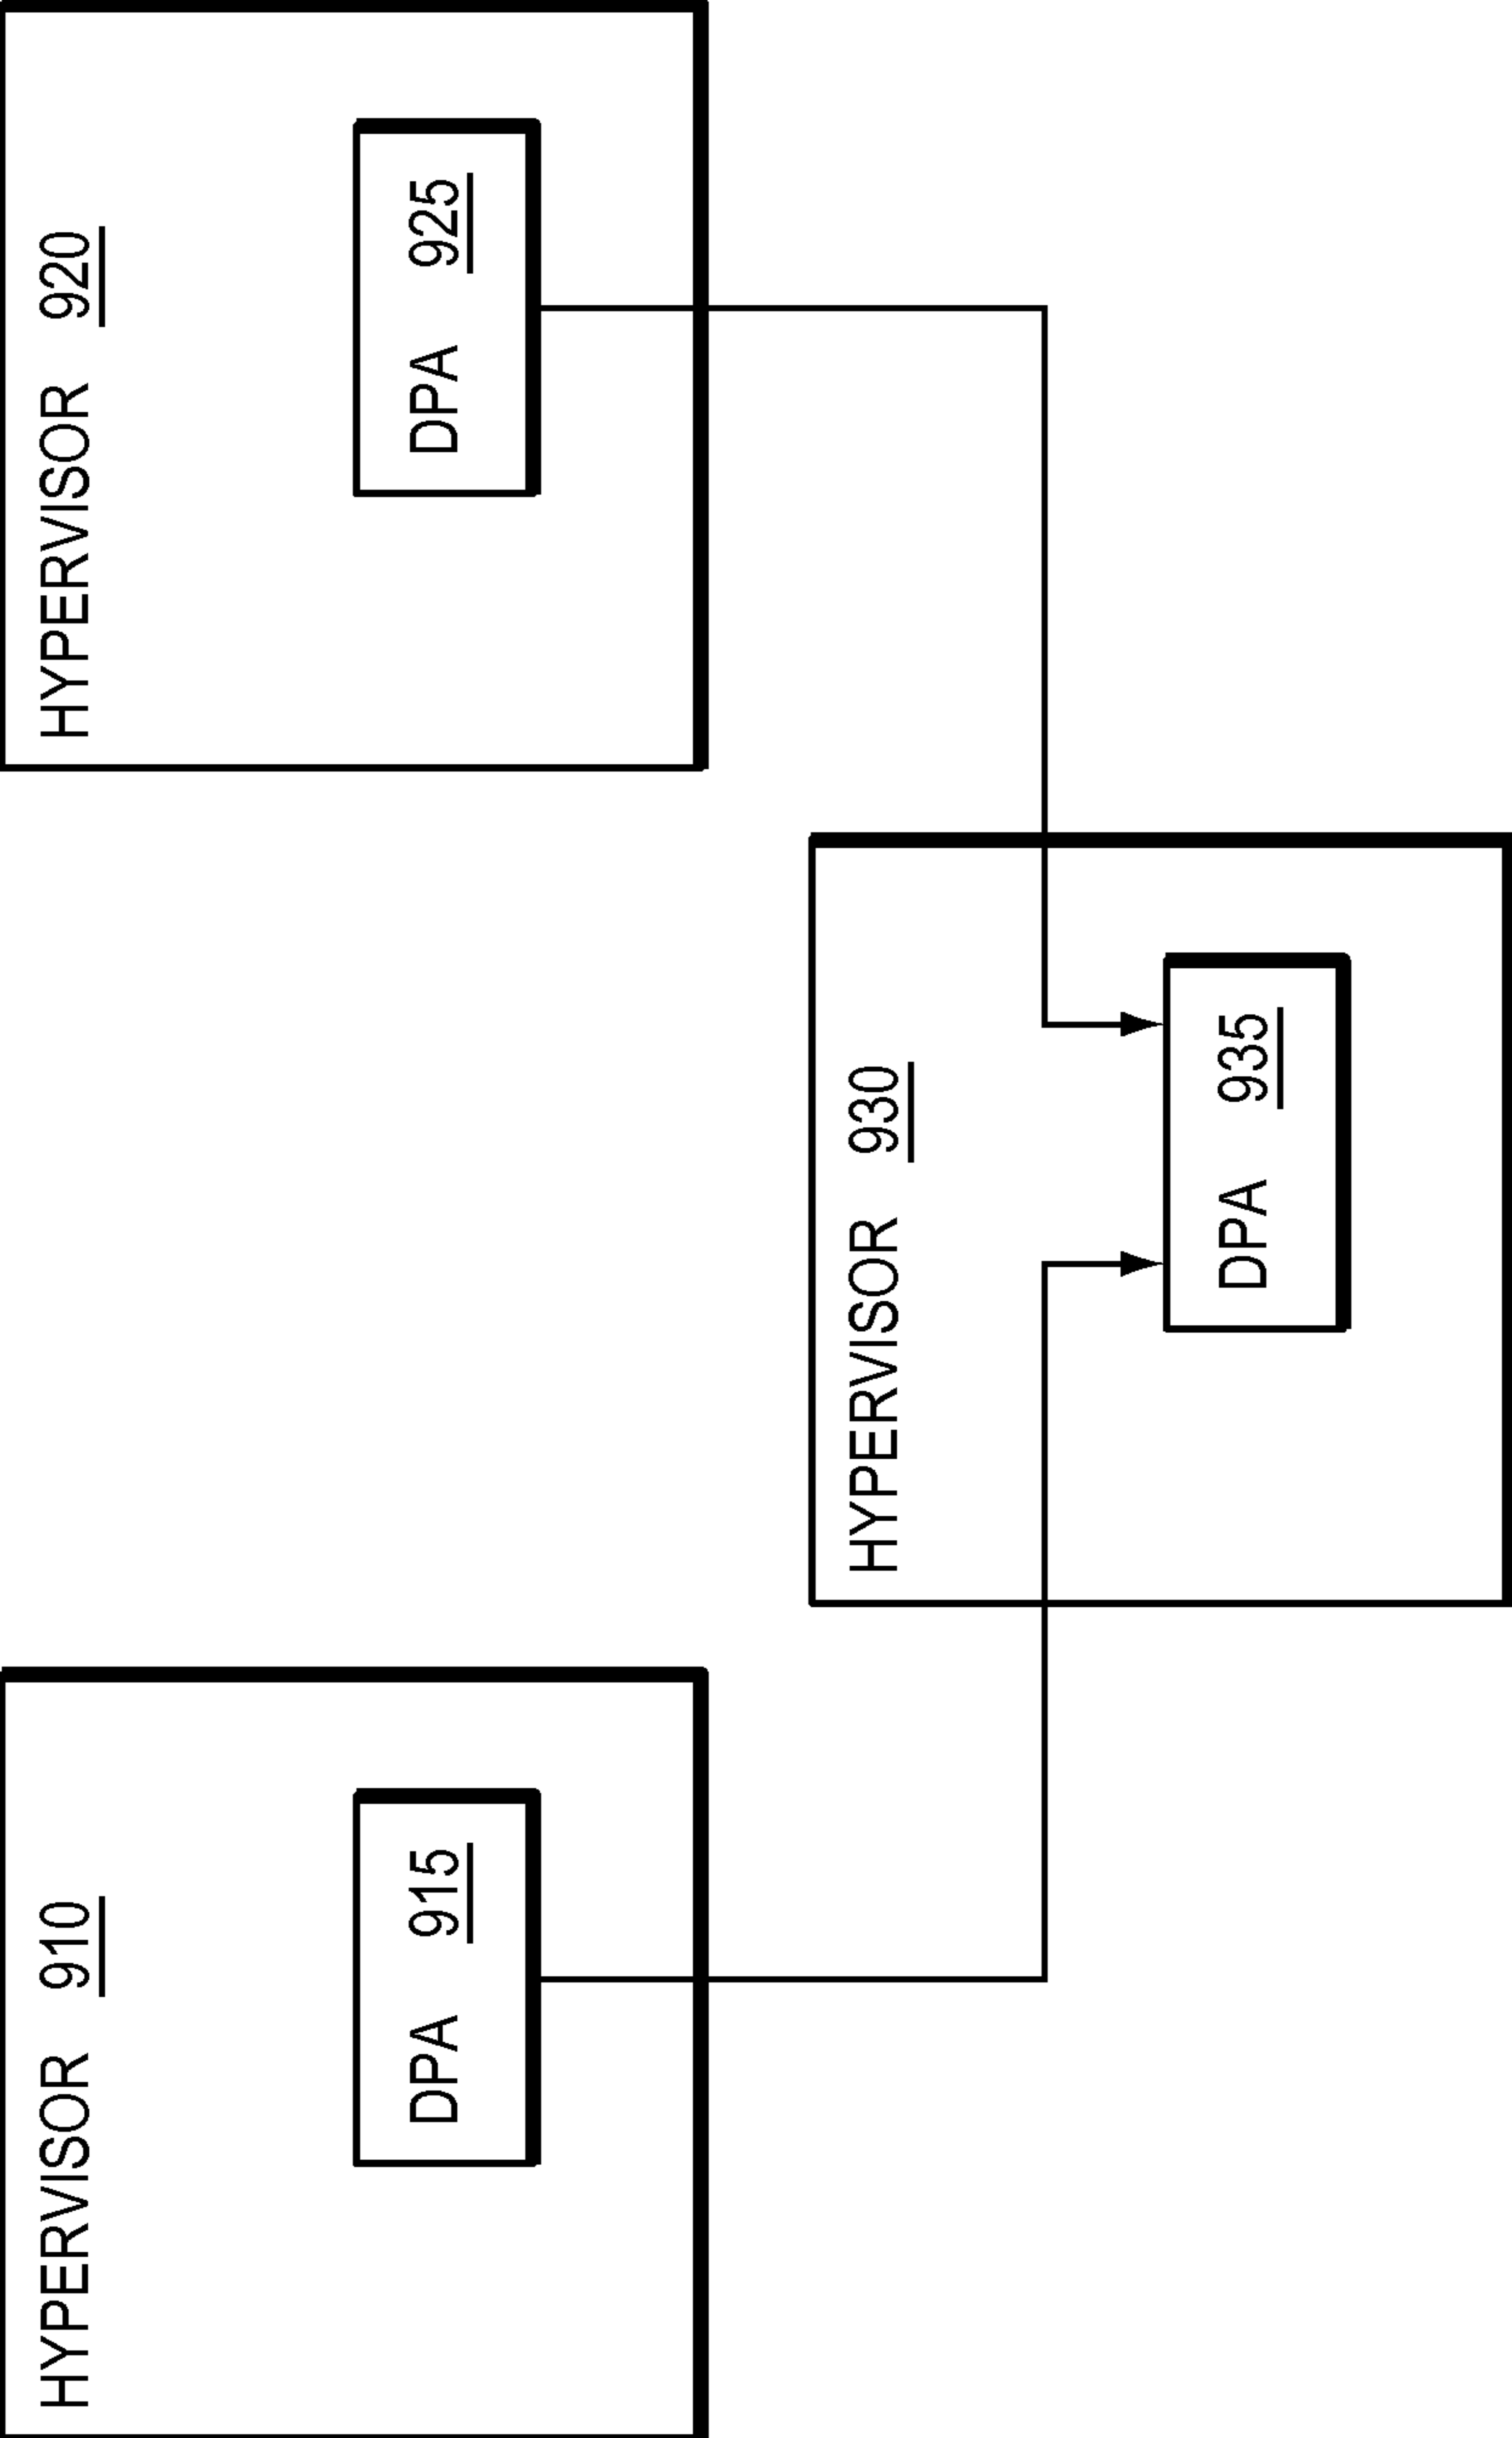 HYPERVISOR 910
DPA 915
HYPERVISOR 920
DPA 925
HYPERVISOR 930
DPA 935